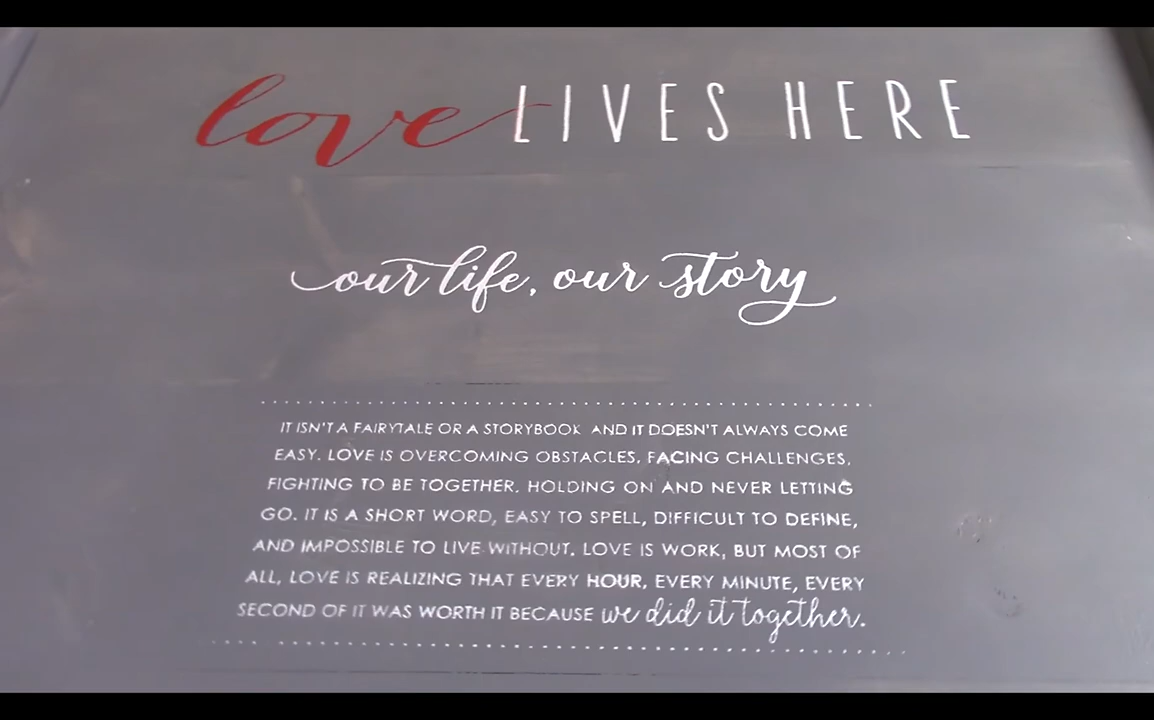 love LIVES HERE
our life, our story
IT ISN'T A FAIRYTALE OR A STORYBOOK AND IT DOESN'T ALWAYS COME
EASY. LOVE IS OVERCOMING OBSTACLES, FACING CHALLENGES,
FIGHTING TO BE TOGETHER, HOLDING ON AND NEVER LETTING
GO. IT IS A SHORT WORD, EASY TO SPELL, DIFFICULT TO DEFINE,
AND IMPOSSIBLE TO LIVE WITHOUT. LOVE IS WORK, BUT MOST OF
ALL, LOVE IS REALIZING THAT EVERY HOUR, EVERY MINUTE, EVERY
SECOND OF IT WAS WORTH IT BECAUSE we did it together.